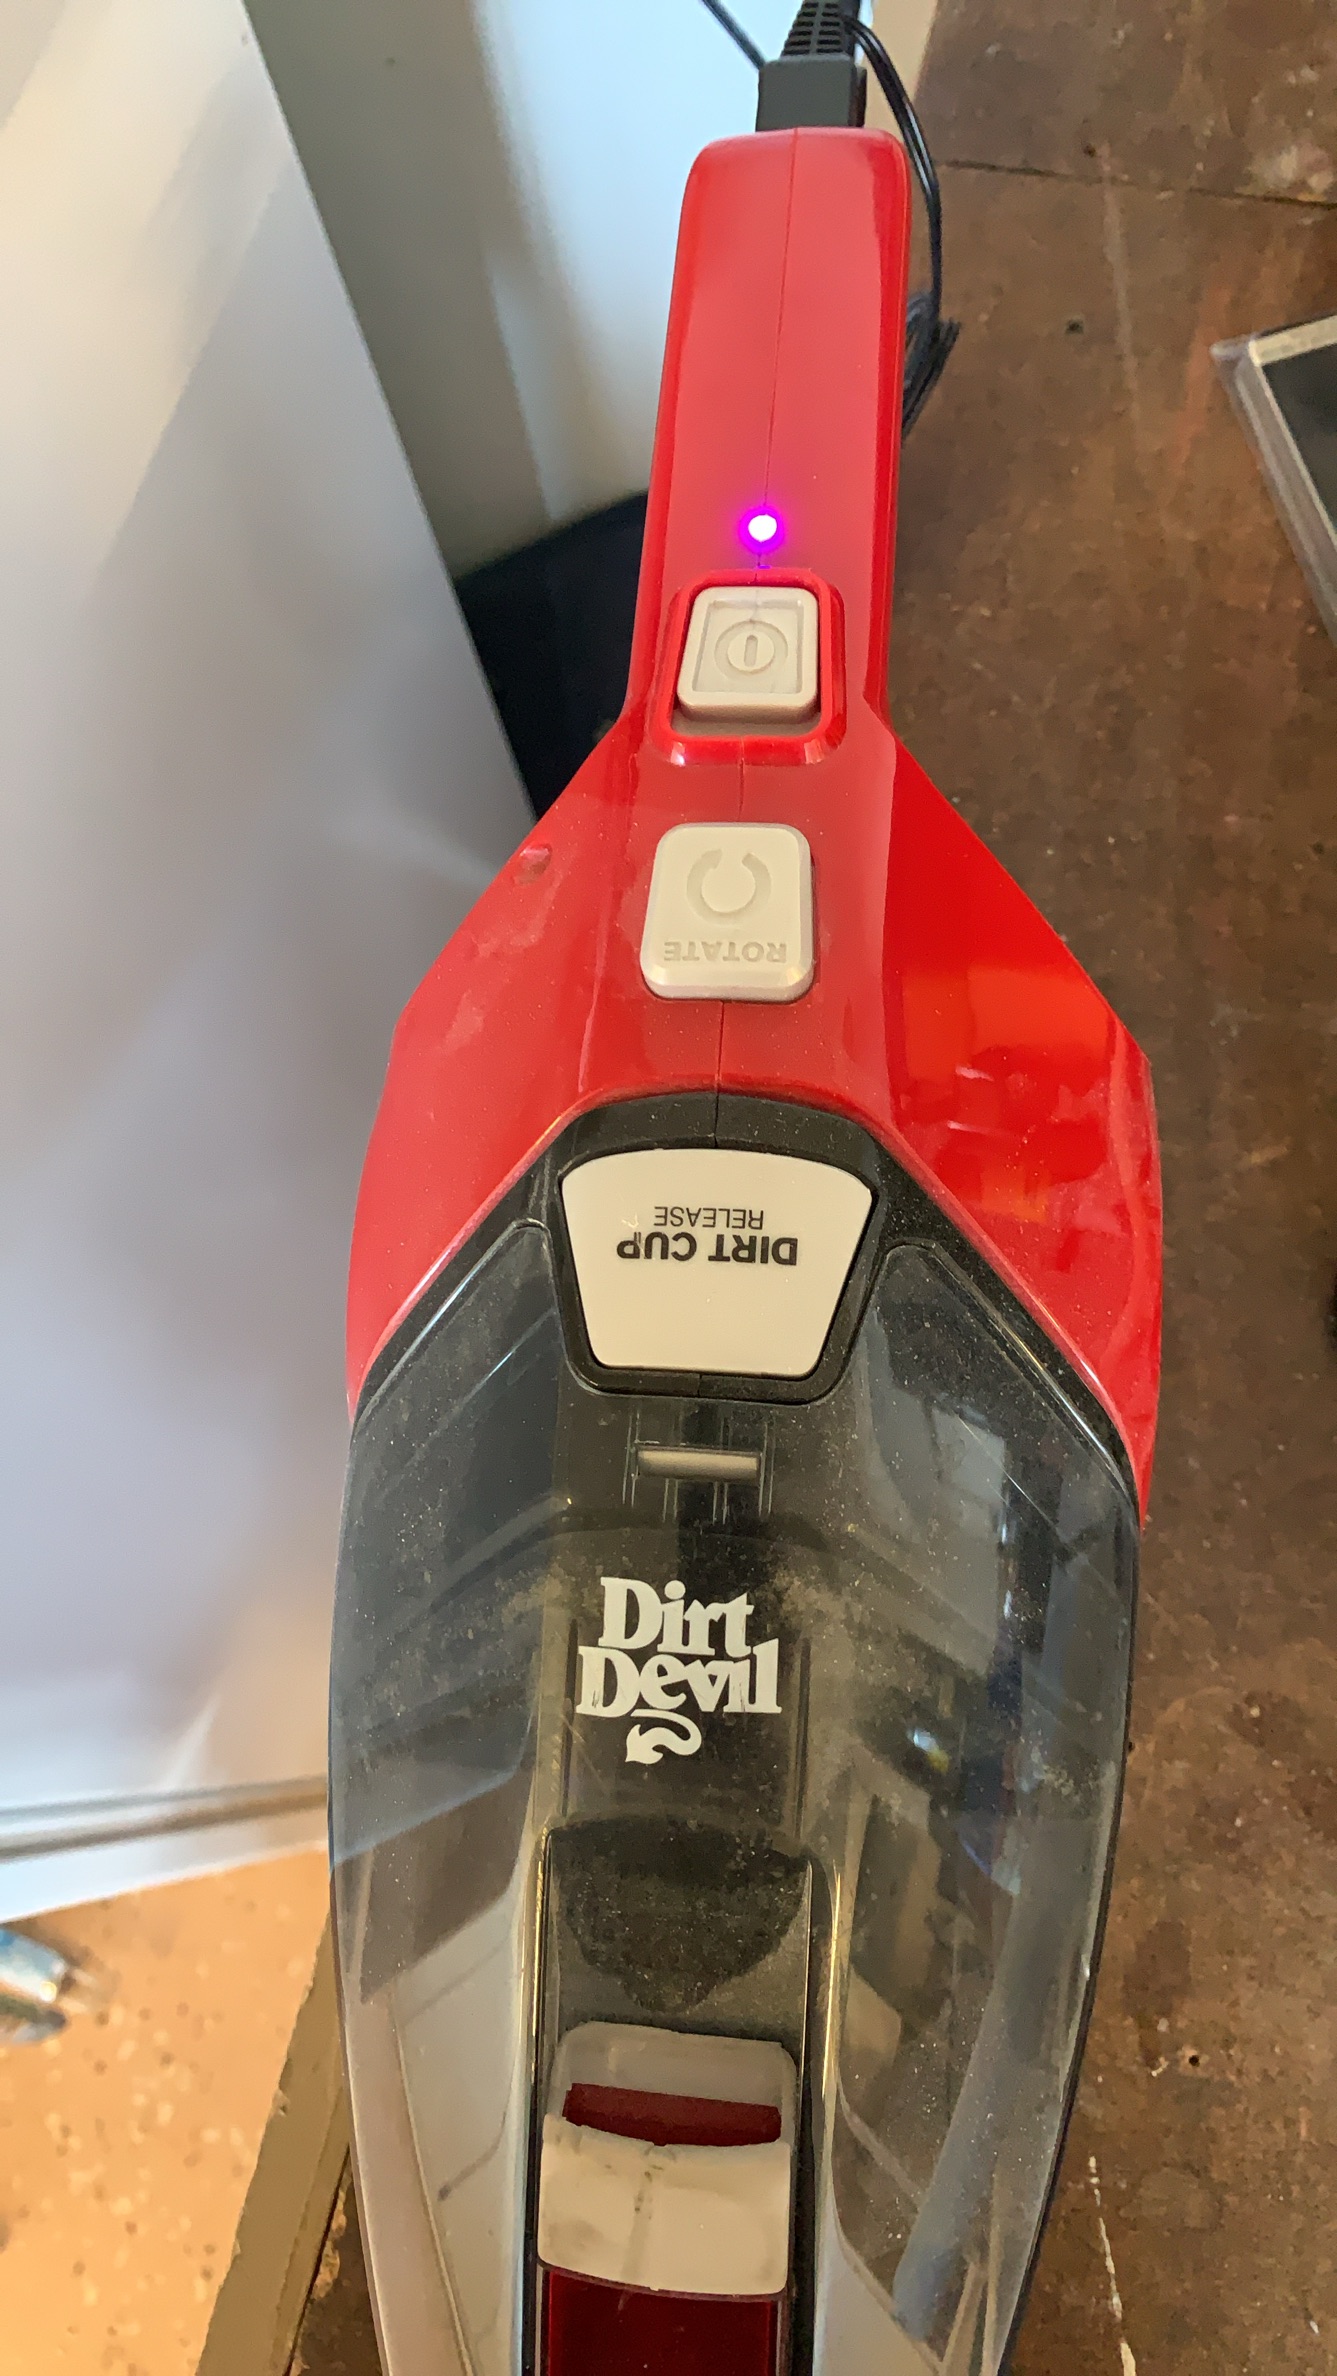 ROTATE
DIRT CUP
RELEASE
Dirt
Devil